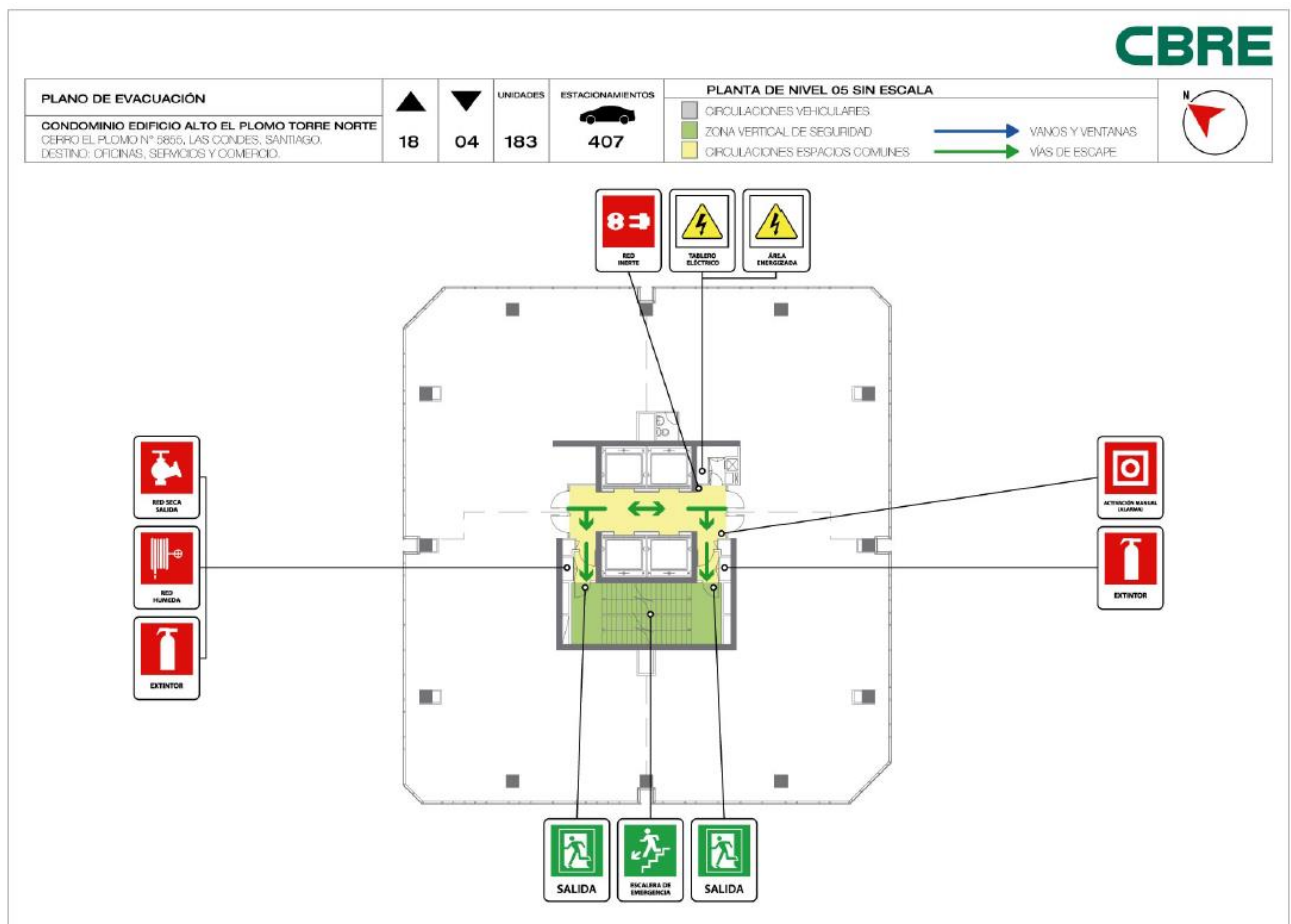 CBRE
PLANO DE EVACUACIÓN
CONDOMINIO EDIFICIO ALTO EL PLOMO TORRE NORTE
CERRO EL PLOMO N° 5855, LAS CONDES, SANTIAGO.
DESTINO: OFICINAS, SERVICIOS Y COMERCIO.
18
04
UNIDADES
183
ESTACIONAMIENTOS
407
PLANTA DE NIVEL 05 SIN ESCALA
CIRCULACIONES VEHICULARES
ZONA VERTICAL DE SEGURIDAD
CIRCULACIONES ESPACIOS COMUNES
VANOS Y VENTANAS
VÍAS DE ESCAPE
N
RED
INERTE
TABLERO
ELÉCTRICO
ÁREA
ENERGIZADA
RED SECA
SALIDA
RED
HUMEDA
EXTINTOR
ACTIVACIÓN MANUAL
(ALARMA)
EXTINTOR
SALIDA
ESCALERA DE
EMERGENCIA
SALIDA